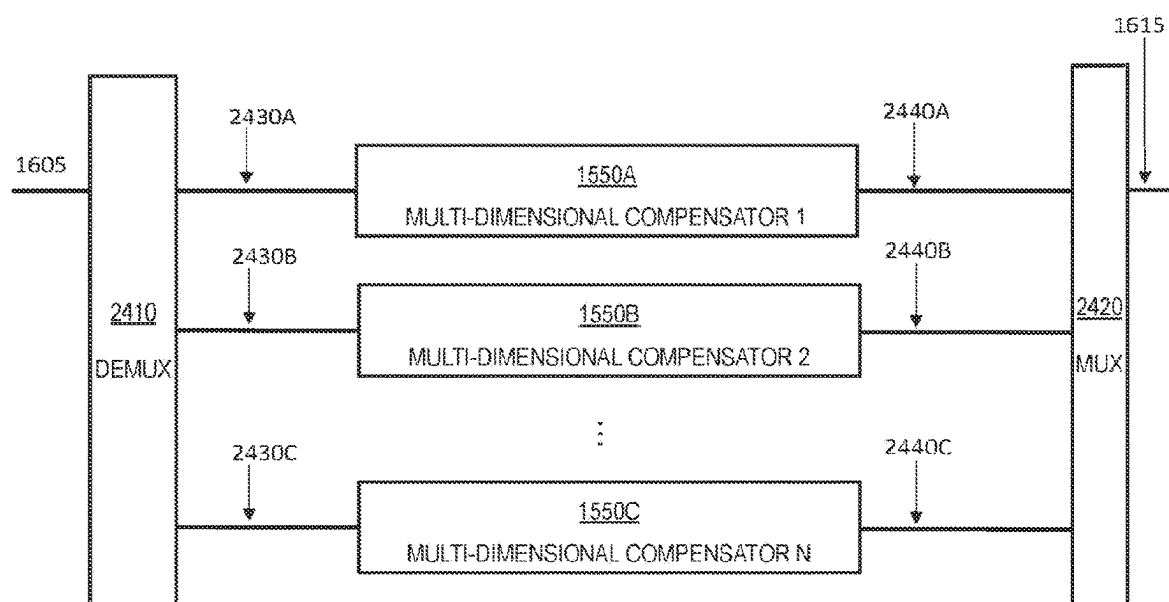 1615
2430A
2440A
1605
1550A
MULTI-DIMENSIONAL COMPENSATOR 1
2430B
2440B
2410
DEMUX
1550B
MULTI-DIMENSIONAL COMPENSATOR 2
2420
MUX
2430C
2440C
1550C
MULTI-DIMENSIONAL COMPENSATOR N